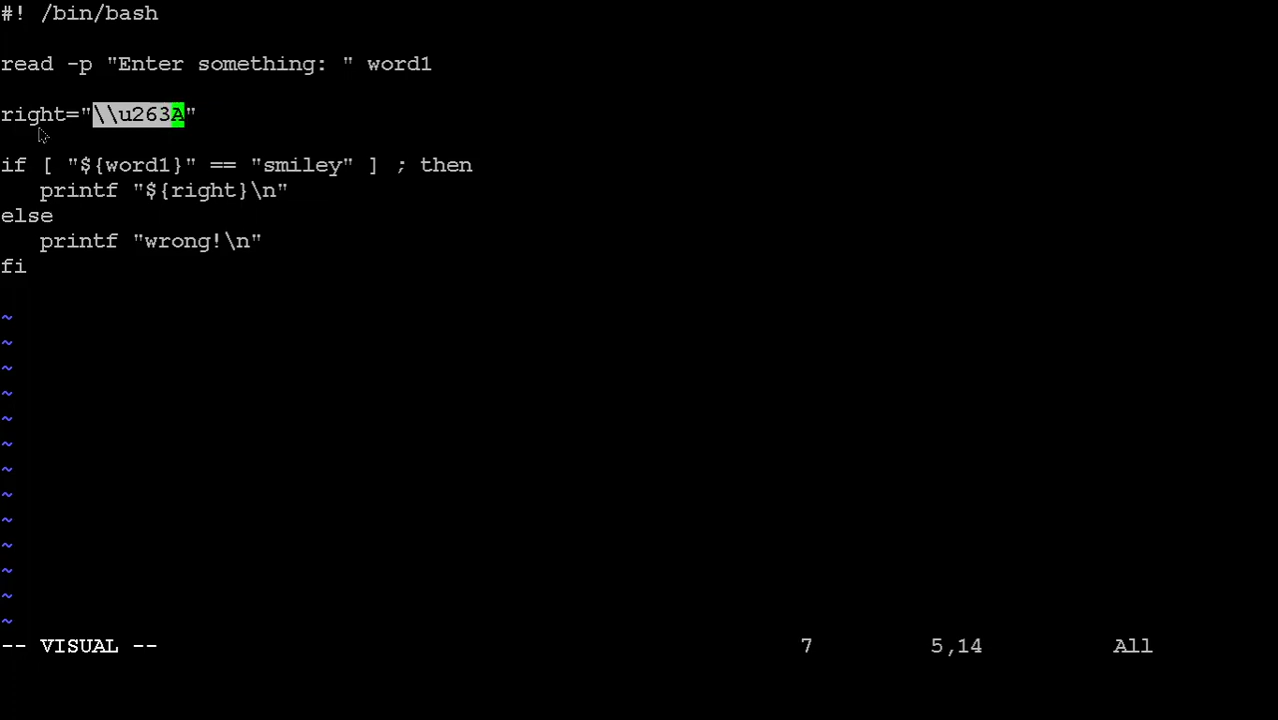 #! /bin/bash
read -p "Enter something: " word1
right="\\u263A"
if [ "${word1}" == "smiley" ] ; then
printf "${right}\n"
else
printf "wrong!\n"
fi
~
~
~
~
~
~
~
~
~
~
~
~
~
-- VISUAL -- 7 5,14 All